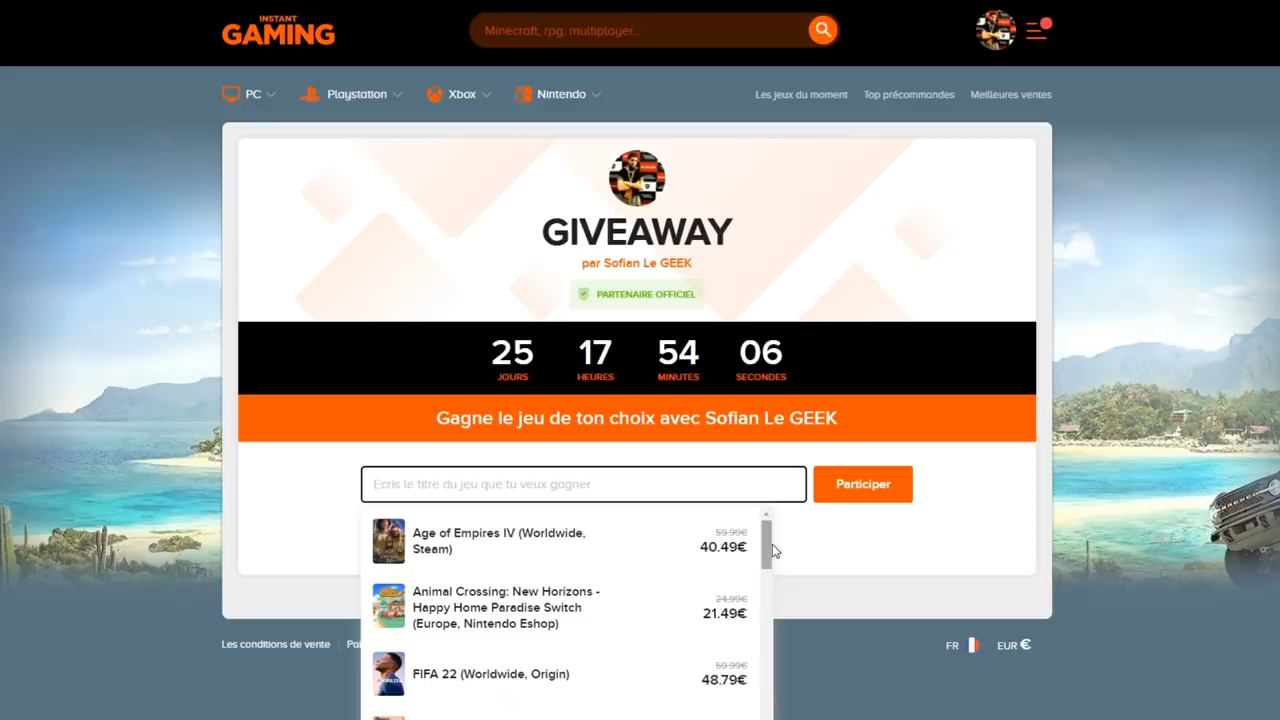 INSTANT
GAMING
Minecraft, rpg, multiplayer...
PC
Playstation
Xbox
Nintendo
Les jeux du moment
Top précommandes
Meilleures ventes
GIVEAWAY
par Sofian Le GEEK
PARTENAIRE OFFICIEL
25 17 54 06
JOURS HEURES MINUTES SECONDES
Gagne le jeu de ton choix avec Sofian Le GEEK
Ecris le titre du jeu que tu veux gagner
Participer
Age of Empires IV (Worldwide,
Steam)
59.99€
40.49€
Animal Crossing: New Horizons -
Happy Home Paradise Switch
(Europe, Nintendo Eshop)
24.99€
21.49€
FIFA 22 (Worldwide, Origin)
59.99€
48.79€
Les conditions de vente
FR
EUR €